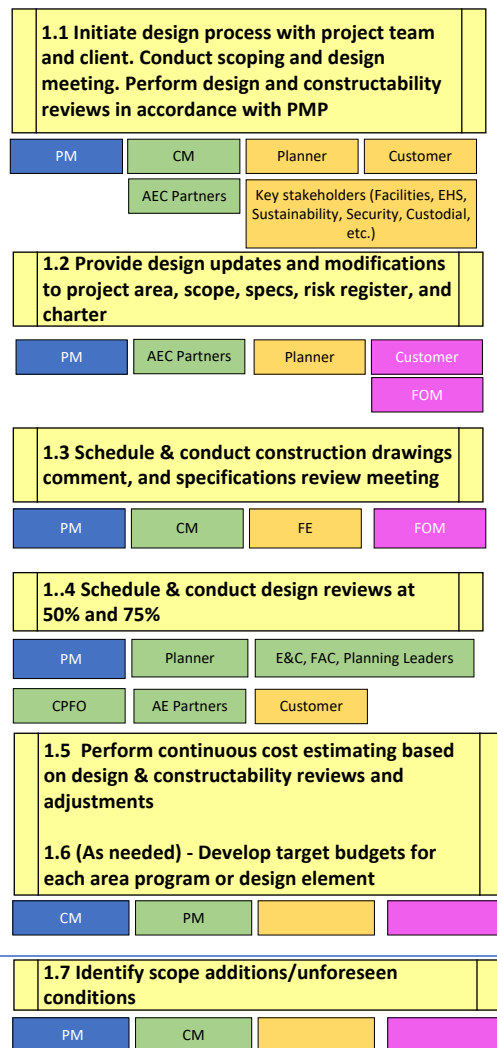 1.1 Initiate design process with project team
and client. Conduct scoping and design
meeting. Perform design and constructability
reviews in accordance with PMP
PM CM Planner Customer
AEC Partners Key stakeholders (Facilities, EHS,
Sustainability, Security, Custodial,
etc.)
1.2 Provide design updates and modifications
to project area, scope, specs, risk register, and
charter
PM AEC Partners Planner Customer
FOM
1.3 Schedule & conduct construction drawings
comment, and specifications review meeting
PM CM FE FOM
1..4 Schedule & conduct design reviews at
50% and 75%
PM Planner E&C, FAC, Planning Leaders
CPFO AE Partners Customer
1.5 Perform continuous cost estimating based
on design & constructability reviews and
adjustments
1.6 (As needed) - Develop target budgets for
each area program or design element
CM PM
1.7 Identify scope additions/unforeseen
conditions
PM CM